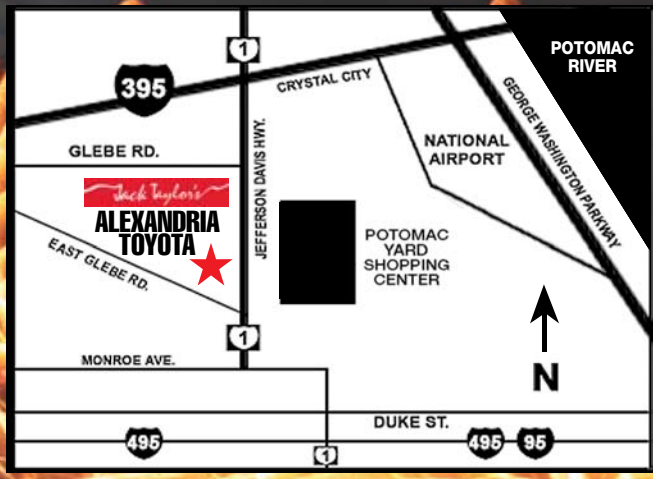 1
POTOMAC
RIVER
395
CRYSTAL CITY
GEORGE WASHINGTON PARKWAY
JEFFERSON DAVIS HWY.
NATIONAL
AIRPORT
GLEBE RD.
Jack Taylor's
ALEXANDRIA
TOYOTA
EAST GLEBE RD.
POTOMAC
YARD
SHOPPING
CENTER
1
MONROE AVE.
N
DUKE ST.
495
1
495
95